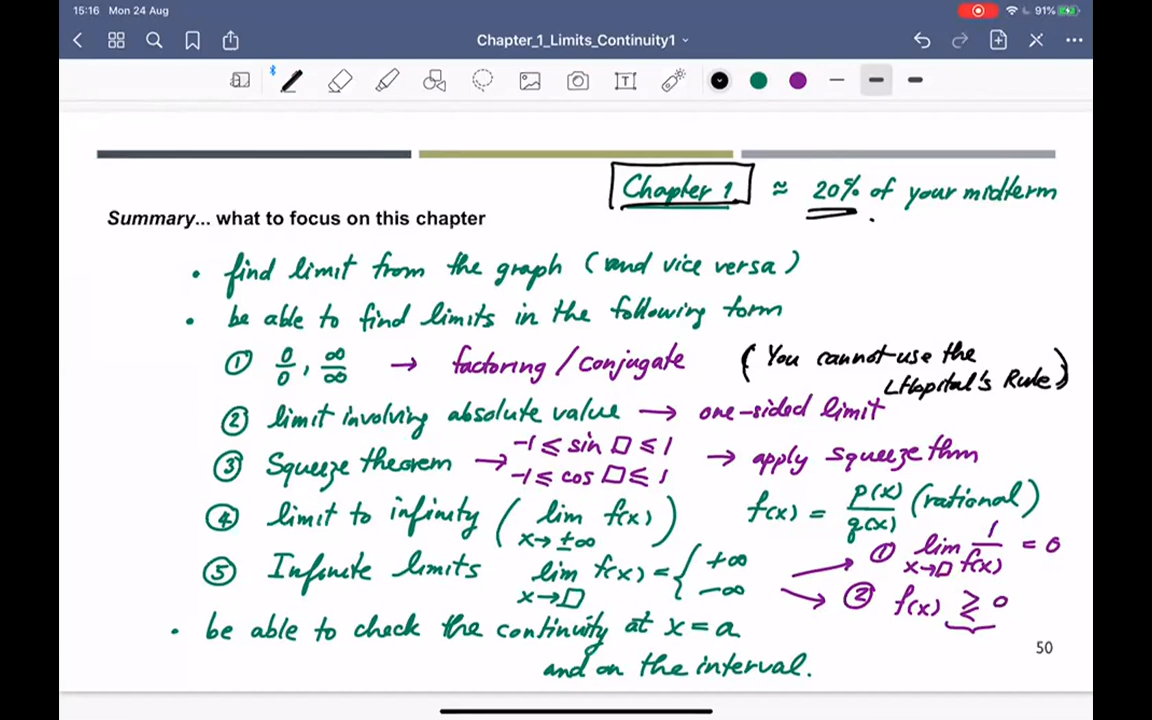 15:16 Mon 24 Aug
91%
Chapter_1_Limits_Continuity1
Chapter 1 ≈ 20% of your midterm
Summary... what to focus on this chapter
• find limit from the graph (and vice versa)
• be able to find limits in the following form
① 0/0, ∞/∞ → factoring/conjugate (You cannot use the L'Hopital's Rule)
② limit involving absolute value → one-sided limit
③ Squeeze theorem → -1 ≤ sin □ ≤ 1 → apply squeeze thm
-1 ≤ cos □ ≤ 1
④ limit to infinity ( lim x→±∞ f(x) ) f(x) = p(x)/q(x) (rational)
⑤ Infinite limits lim x→□ f(x) = { +∞ -∞
① lim x→□ 1/f(x) = 0
② f(x) ≷ 0
• be able to check the continuity at x = a
and on the interval.
50